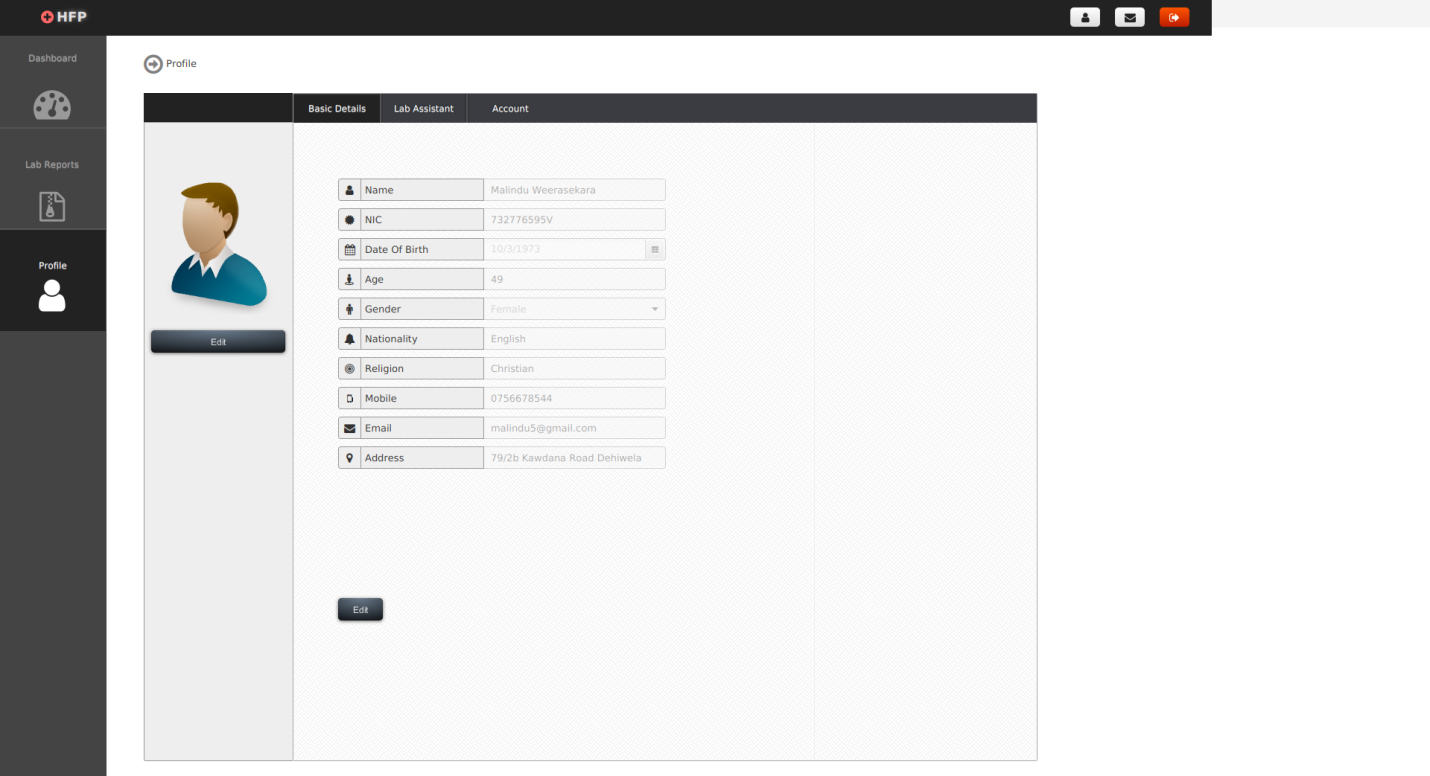 HFP
Dashboard
Lab Reports
Profile
Profile
Basic Details Lab Assistant Account
Edit
Name Malindu Weerasekara
NIC 732776595V
Date Of Birth 10/3/1973
Age 49
Gender Female
Nationality English
Religion Christian
Mobile 0756678544
Email malindu5@gmail.com
Address 79/2b Kawdana Road Dehiwela
Edit